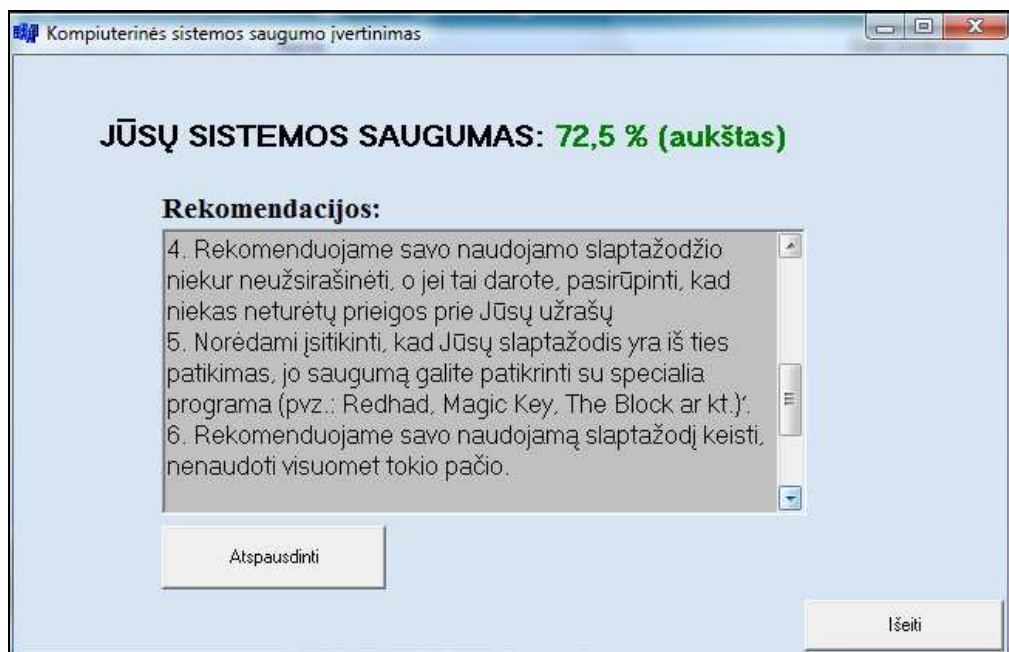 Kompiuterinės sistemos saugumo įvertinimas
JŪSŲ SISTEMOS SAUGUMAS: 72,5 % (aukštas)
Rekomendacijos:
4. Rekomenduojame savo naudojamo slaptažodžio
niekur neužsirašinėti, o jei tai darote, pasirūpinti, kad
niekas neturėtų prieigos prie Jūsų užrašų
5. Norėdami įsitikinti, kad Jūsų slaptažodis yra iš ties
patikimas, jo saugumą galite patikrinti su specialia
programa (pvz.: Redhad, Magic Key, The Block ar kt.)'.
6. Rekomenduojame savo naudojamą slaptažodį keisti,
nenaudoti visuomet tokio pačio.
Atspausdinti
Išeiti